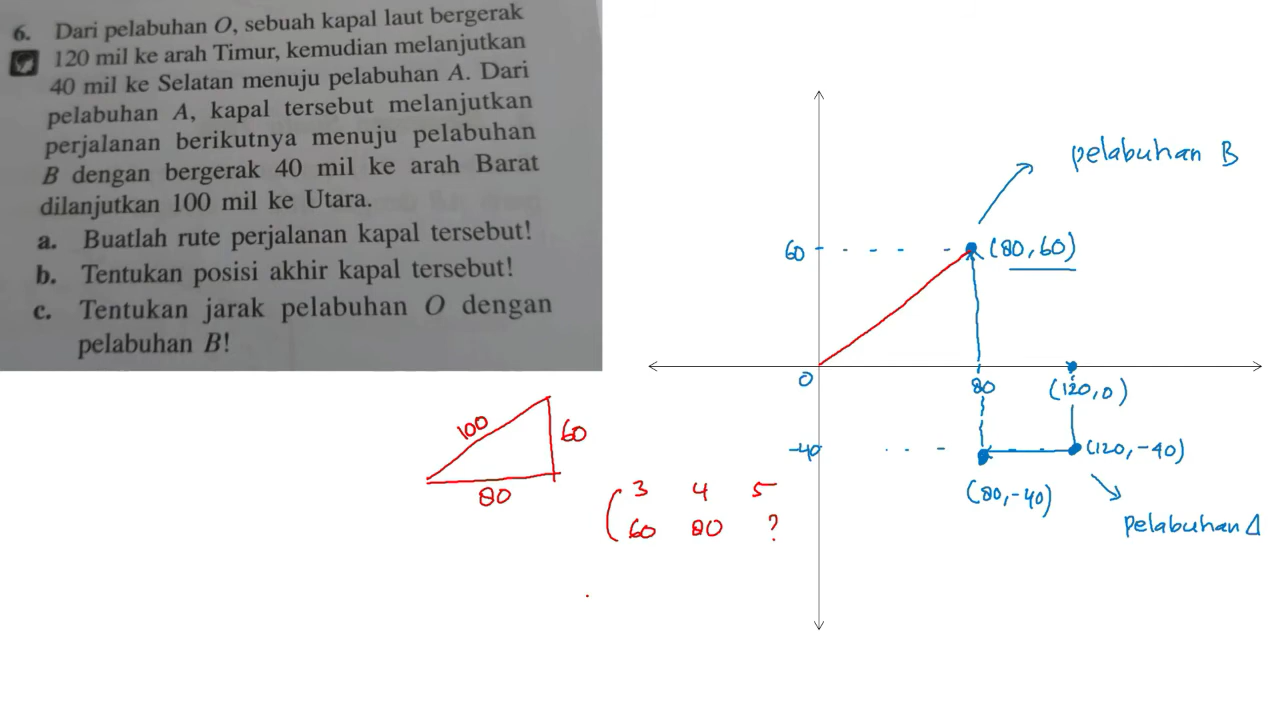 6. Dari pelabuhan O, sebuah kapal laut bergerak
120 mil ke arah Timur, kemudian melanjutkan
40 mil ke Selatan menuju pelabuhan A. Dari
pelabuhan A, kapal tersebut melanjutkan
perjalanan berikutnya menuju pelabuhan
B dengan bergerak 40 mil ke arah Barat
dilanjutkan 100 mil ke Utara.
a. Buatlah rute perjalanan kapal tersebut!
b. Tentukan posisi akhir kapal tersebut!
c. Tentukan jarak pelabuhan O dengan
pelabuhan B!
pelabuhan B
60
(80,60)
0
80
(120,0)
-40
(120,-40)
(80,-40)
pelabuhan A
100
60
80
3 4 5
60 80 ?